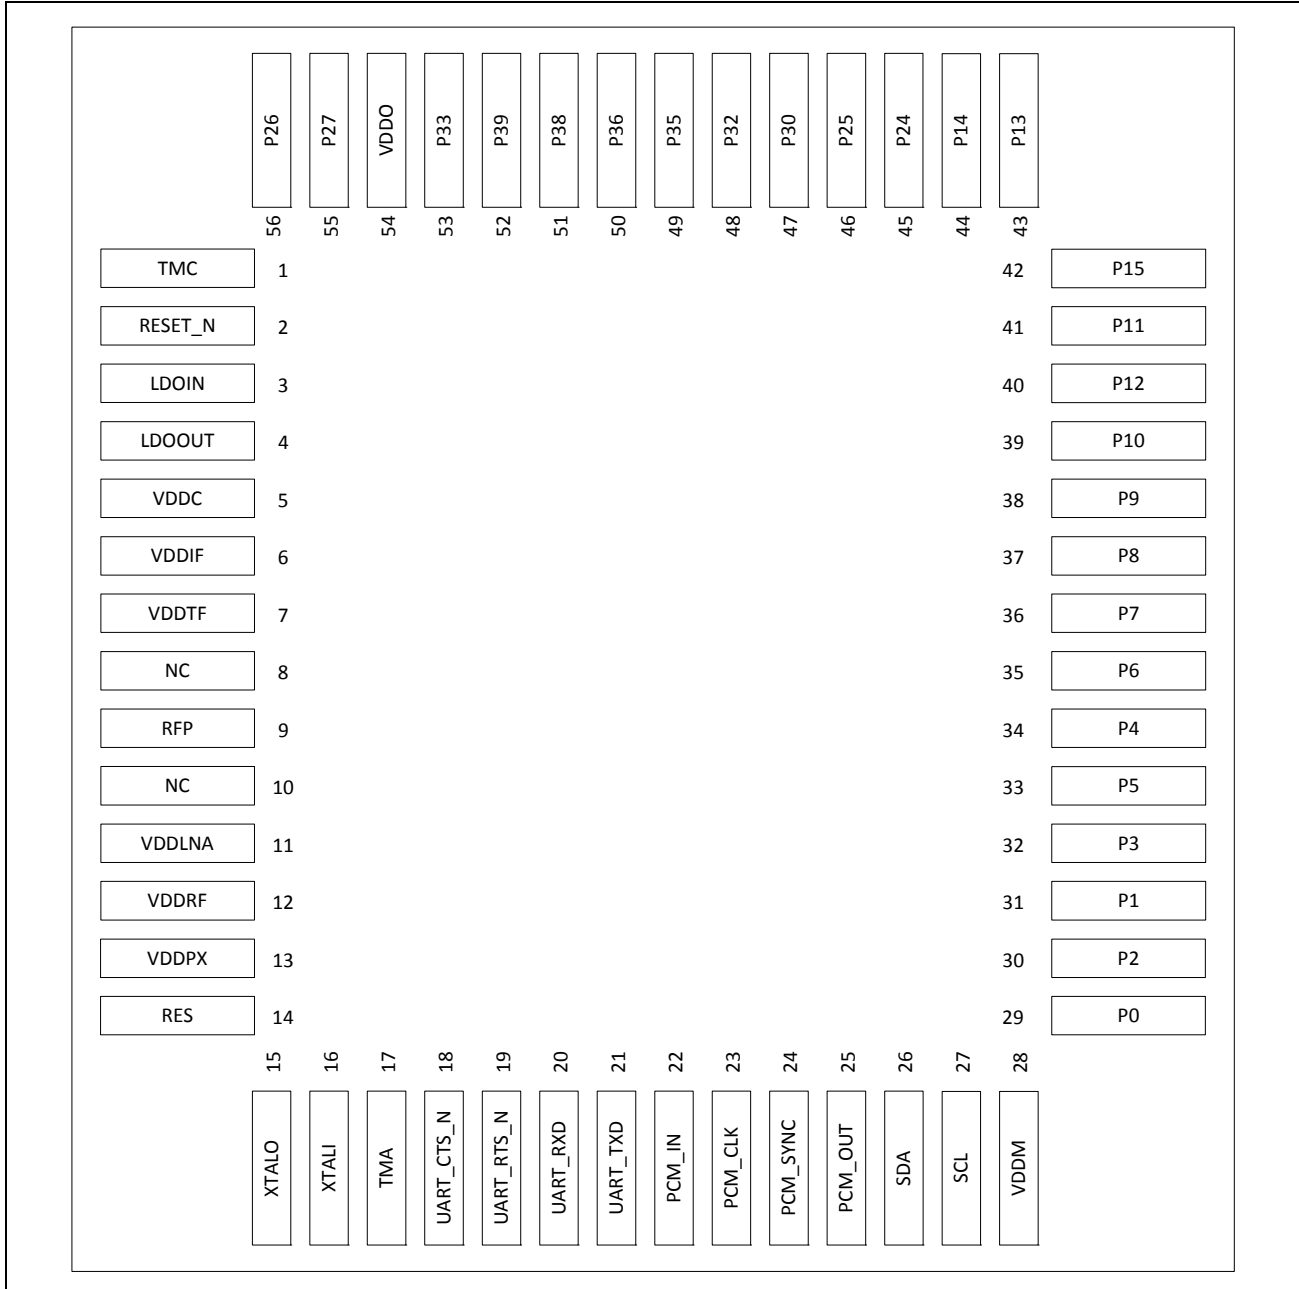 P26 P27 VDDO P33 P39 P38 P36 P35 P32 P30 P25 P24 P14 P13
56 55 54 53 52 51 50 49 48 47 46 45 44 43
TMC 1 42 P15
RESET_N 2 41 P11
LDOIN 3 40 P12
LDOOUT 4 39 P10
VDDC 5 38 P9
VDDIF 6 37 P8
VDDTF 7 36 P7
NC 8 35 P6
RFP 9 34 P4
NC 10 33 P5
VDDLNA 11 32 P3
VDDRF 12 31 P1
VDDPX 13 30 P2
RES 14 29 P0
15 16 17 18 19 20 21 22 23 24 25 26 27 28
XTALO XTALI TMA UART_CTS_N UART_RTS_N UART_RXD UART_TXD PCM_IN PCM_CLK PCM_SYNC PCM_OUT SDA SCL VDDM